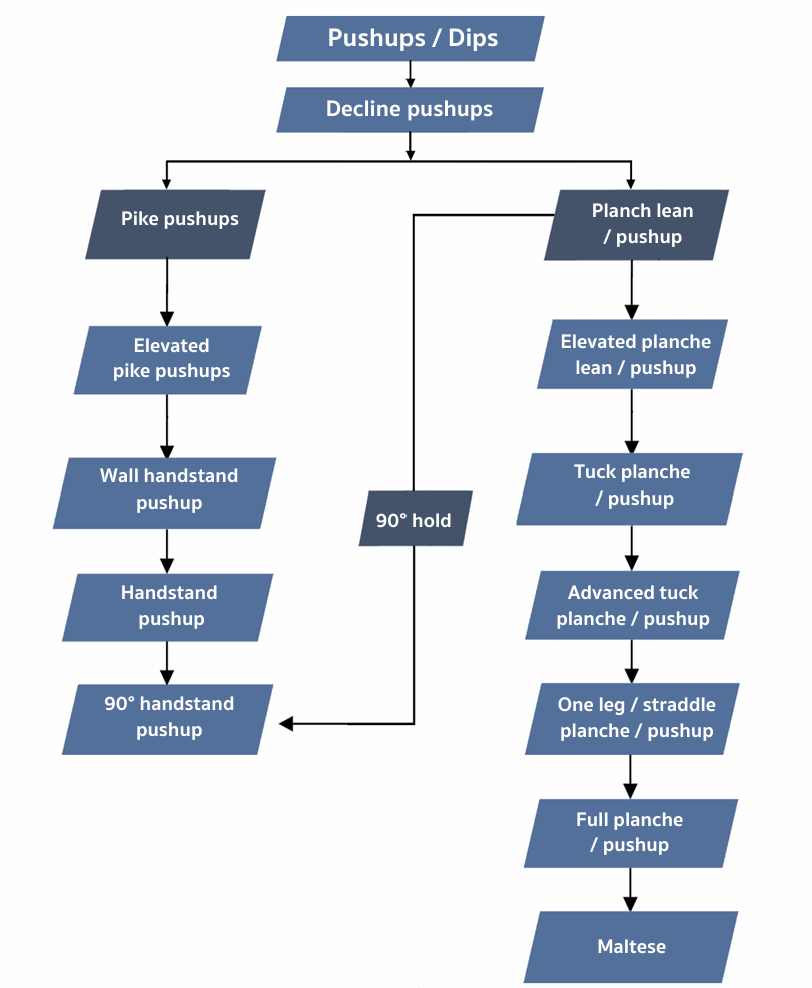 Pushups / Dips
Decline pushups
Pike pushups
Planch lean
/ pushup
Elevated
pike pushups
Elevated planche
lean / pushup
Wall handstand
pushup
Tuck planche
/ pushup
90° hold
Handstand
pushup
Advanced tuck
planche / pushup
90° handstand
pushup
One leg / straddle
planche / pushup
Full planche
/ pushup
Maltese